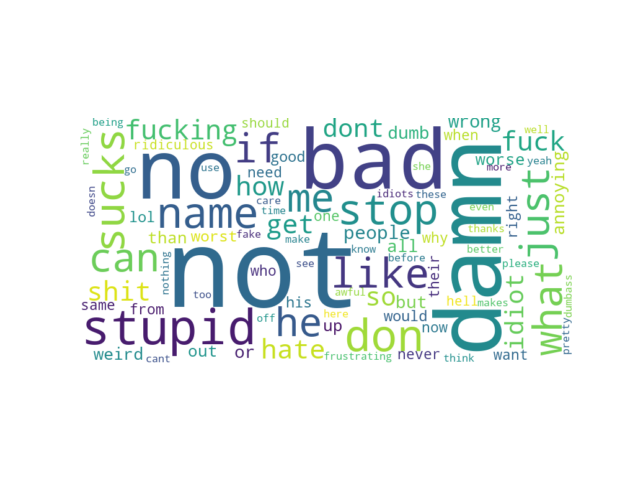 being
fucking
should
dont
dumb
when
wrong
well
really
ridiculous
no
if
good
bad
fuck
go
use
need
she
worse
yeah
sucks
how
care
me
idiots
these
more
annoying
doesn
name
time
stop
damn
even
right
just
lol
get
one
thanks
than
worst
fake
make
people
why
better
can
not
who
know
all
before
their
please
nothing
see
like
what
shit
too
his
awful
so
but
hell
makes
idiot
same
from
off
he
here
would
now
dumbass
stupid
up
don
pretty
weird
out
or
hate
never
want
cant
frustrating
think